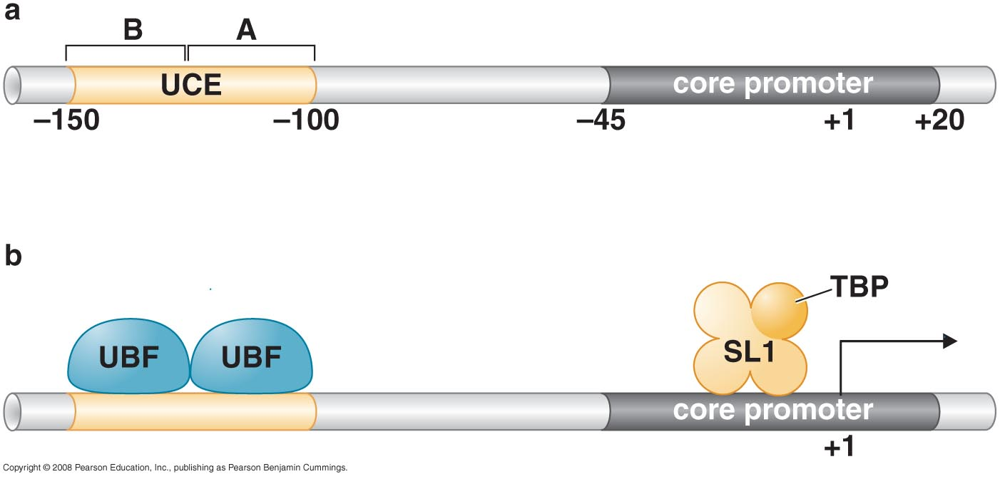 a
B A
UCE core promoter
–150 –100 –45 +1 +20
b
TBP
UBF UBF SL1
core promoter
+1
Copyright © 2008 Pearson Education, Inc., publishing as Pearson Benjamin Cummings.